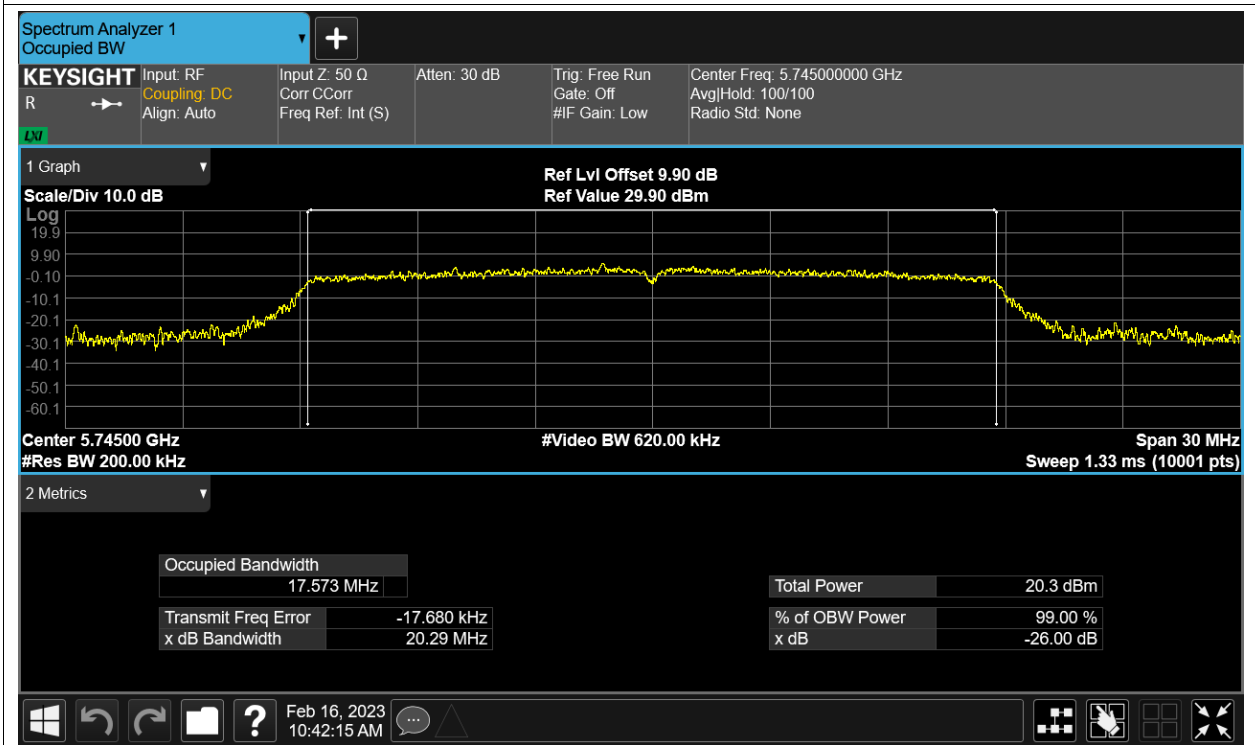 Spectrum Analyzer 1
Occupied BW
KEYSIGHT
R
LXI
Input: RF
Coupling: DC
Align: Auto
Input Z: 50 Ω
Corr CCorr
Freq Ref: Int (S)
Atten: 30 dB
Trig: Free Run
Gate: Off
#IF Gain: Low
Center Freq: 5.745000000 GHz
Avg|Hold: 100/100
Radio Std: None
1 Graph
Scale/Div 10.0 dB
Ref Lvl Offset 9.90 dB
Ref Value 29.90 dBm
Log
19.9
9.90
-0.10
-10.1
-20.1
-30.1
-40.1
-50.1
-60.1
Center 5.74500 GHz
#Video BW 620.00 kHz
Span 30 MHz
#Res BW 200.00 kHz
Sweep 1.33 ms (10001 pts)
2 Metrics
Occupied Bandwidth
17.573 MHz
Total Power 20.3 dBm
Transmit Freq Error -17.680 kHz
% of OBW Power 99.00 %
x dB Bandwidth 20.29 MHz
x dB -26.00 dB
?
Feb 16, 2023
10:42:15 AM